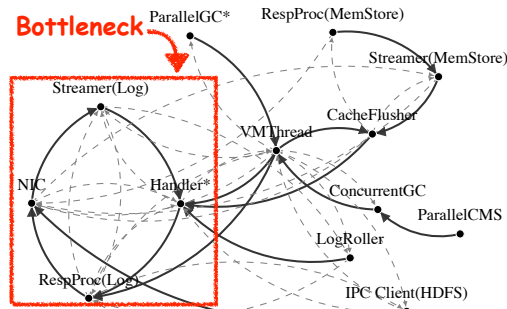 ParallelGC*
RespProc(MemStore)
Bottleneck
Streamer(MemStore)
Streamer(Log)
CacheFlusher
VMThread
NIC
Handler*
ConcurrentGC
ParallelCMS
LogRoller
RespProc(Log)
IPC Client(HDFS)